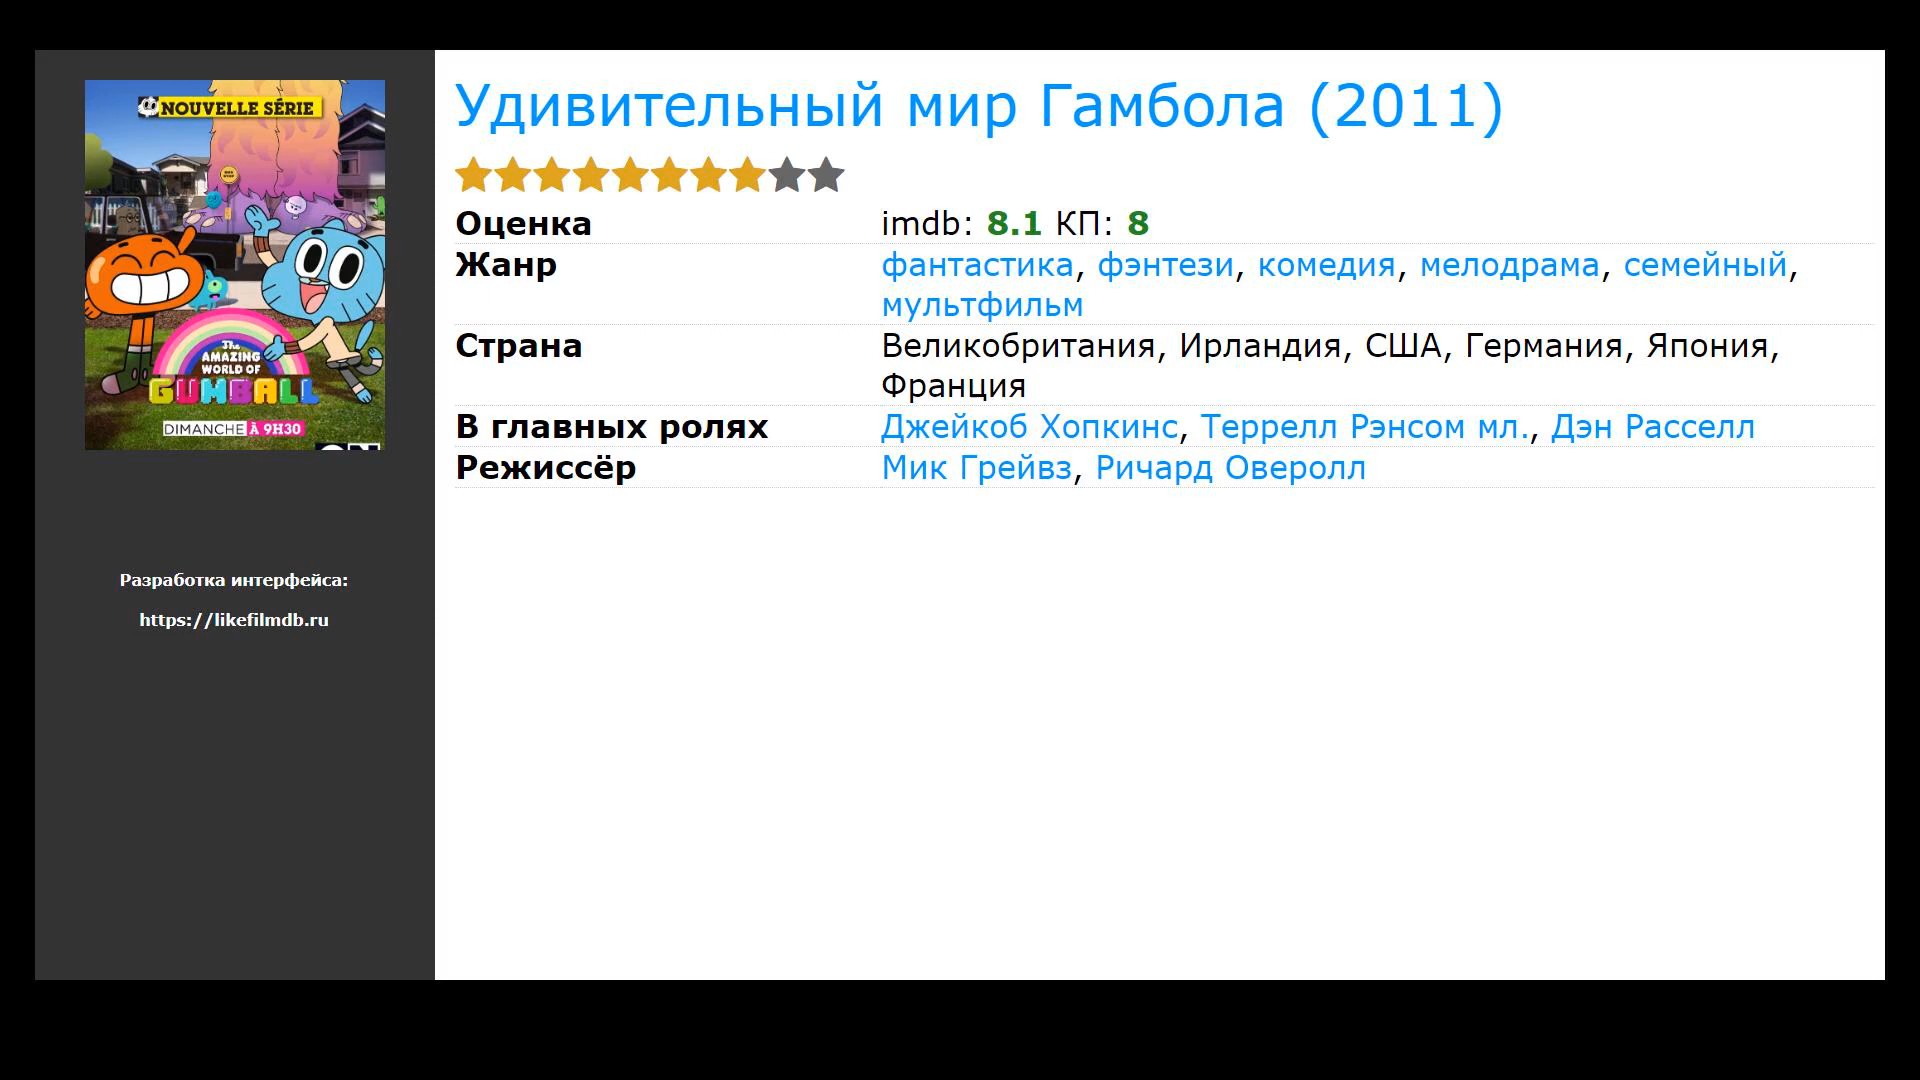 NOUVELLE SÉRIE
The
AMAZING
WORLD OF
GUMBALL
DIMANCHE À 9H30
Разработка интерфейса:
https://likefilmdb.ru
Удивительный мир Гамбола (2011)
Оценка imdb: 8.1 КП: 8
Жанр фантастика, фэнтези, комедия, мелодрама, семейный,
мультфильм
Страна Великобритания, Ирландия, США, Германия, Япония,
Франция
В главных ролях Джейкоб Хопкинс, Террелл Рэнсом мл., Дэн Расселл
Режиссёр Мик Грейвз, Ричард Оверолл